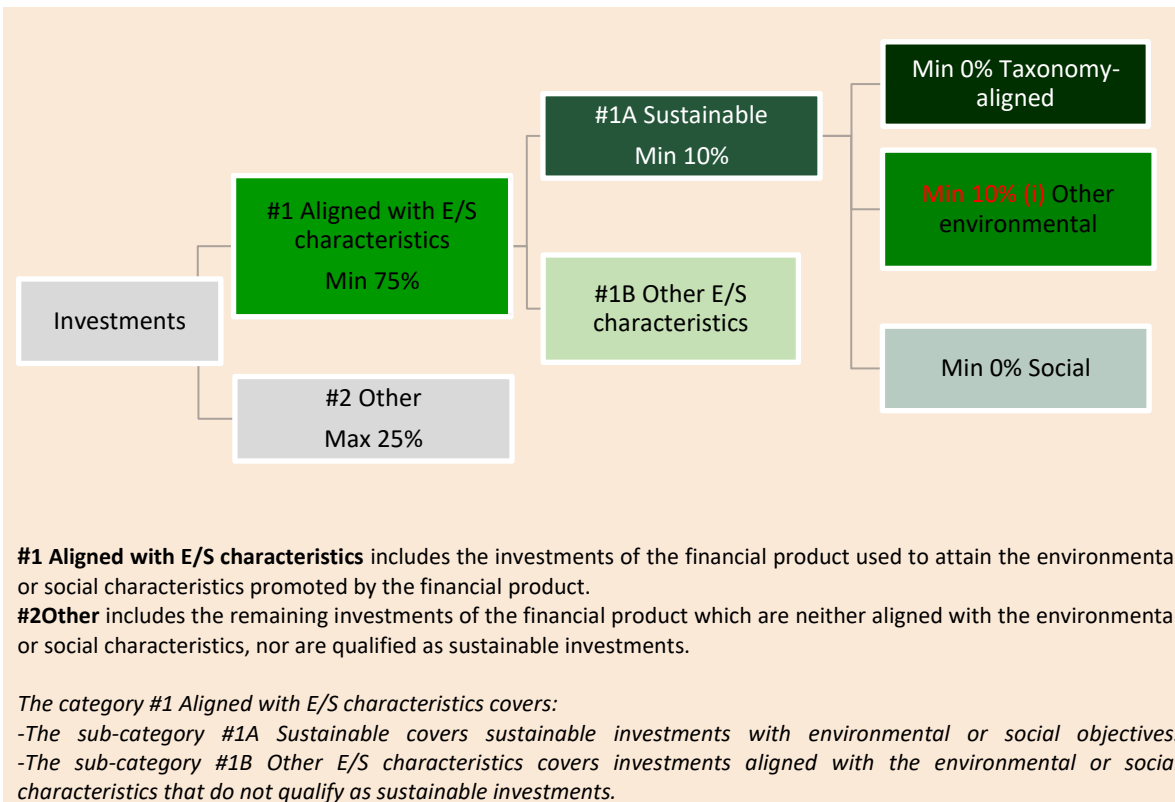 Min 0% Taxonomy-
aligned
#1A Sustainable
Min 10%
Min 10% (i) Other
environmental
#1 Aligned with E/S
characteristics
Min 75%
#1B Other E/S
characteristics
Investments
Min 0% Social
#2 Other
Max 25%
#1 Aligned with E/S characteristics includes the investments of the financial product used to attain the environmenta
or social characteristics promoted by the financial product.
#2Other includes the remaining investments of the financial product which are neither aligned with the environmenta
or social characteristics, nor are qualified as sustainable investments.
The category #1 Aligned with E/S characteristics covers:
-The sub-category #1A Sustainable covers sustainable investments with environmental or social objectives.
-The sub-category #1B Other E/S characteristics covers investments aligned with the environmental or socia
characteristics that do not qualify as sustainable investments.